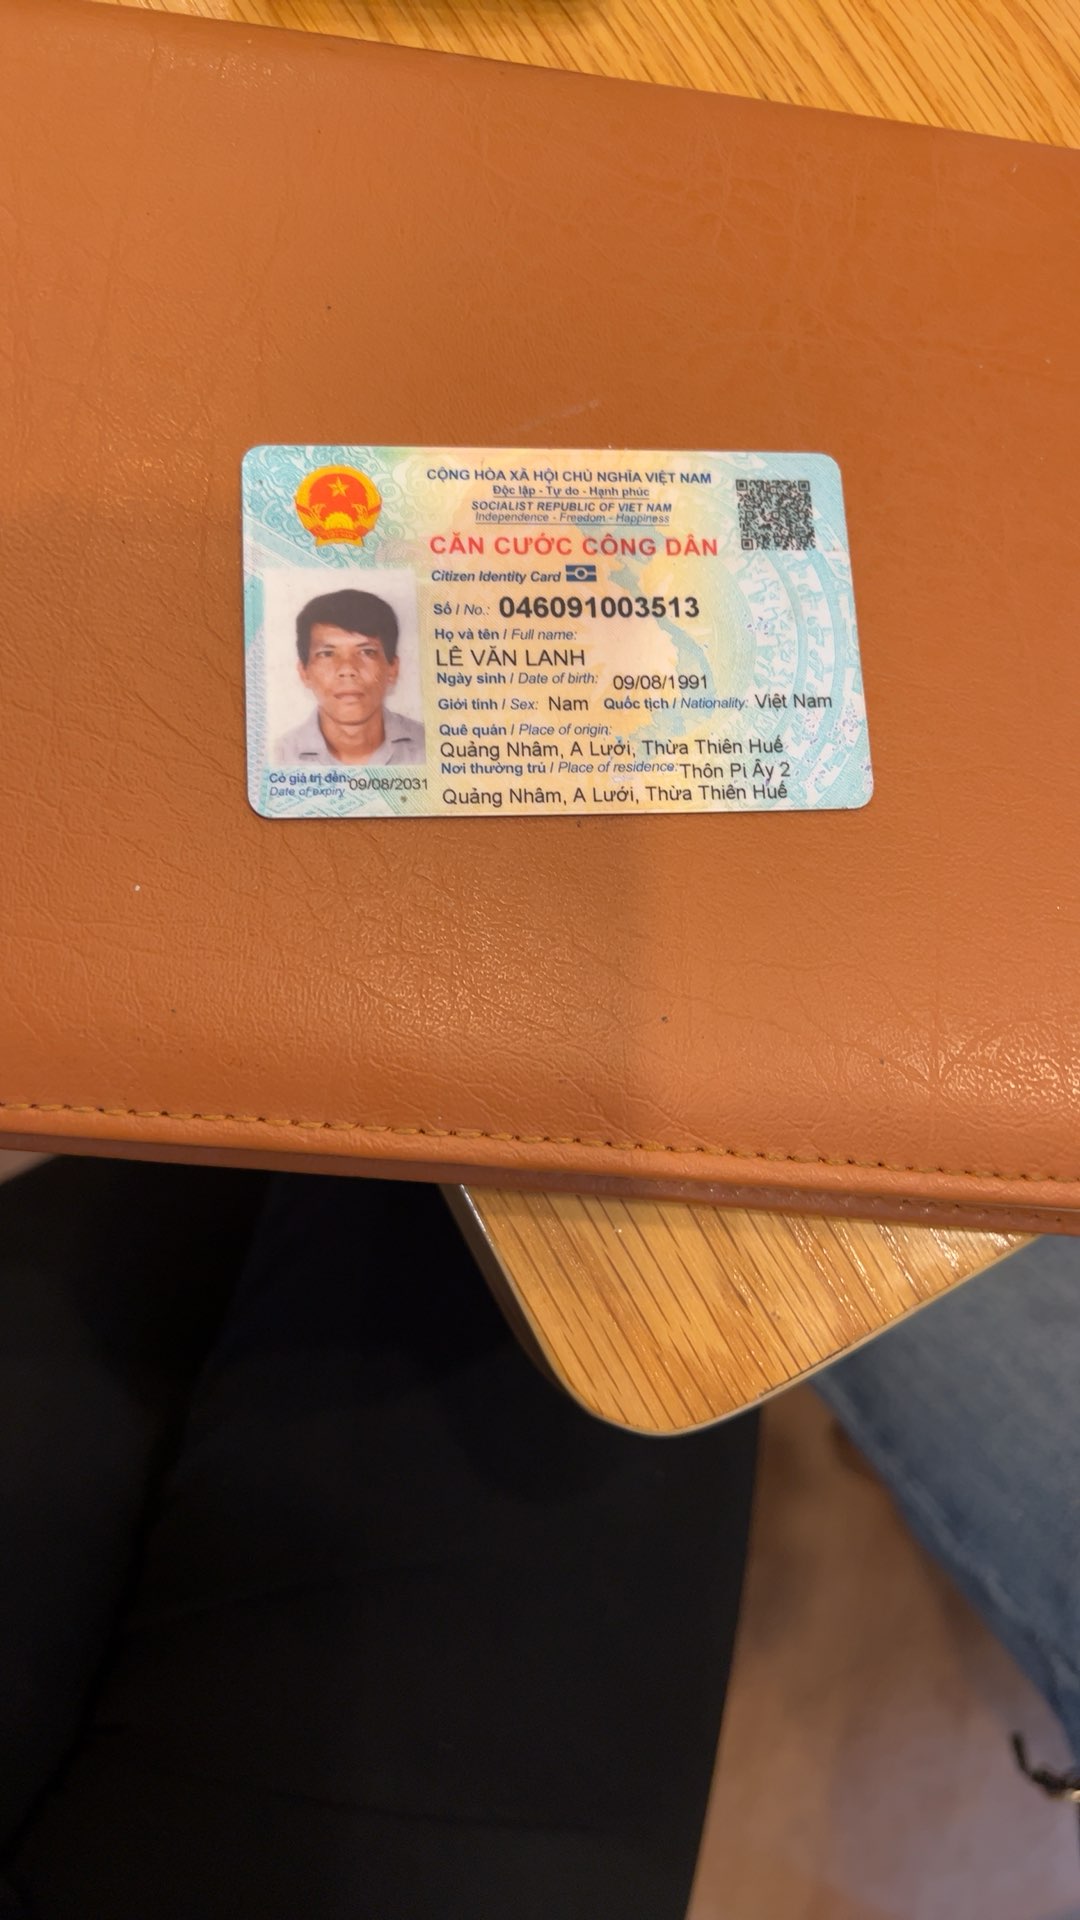 CỘNG HÒA XÃ HỘI CHỦ NGHĨA VIỆT NAM
Độc lập - Tự do - Hạnh phúc
SOCIALIST REPUBLIC OF VIET NAM
Independence - Freedom - Happiness
CĂN CƯỚC CÔNG DÂN
Citizen Identity Card
Số / No.: 046091003513
Họ và tên / Full name:
LÊ VĂN LANH
Ngày sinh / Date of birth: 09/08/1991
Giới tính / Sex: Nam Quốc tịch / Nationality: Việt Nam
Quê quán / Place of origin:
Quảng Nhâm, A Lưới, Thừa Thiên Huế
Nơi thường trú / Place of residence: Thôn Pi Ây 2
Quảng Nhâm, A Lưới, Thừa Thiên Huế
Có giá trị đến: 09/08/2031
Date of expiry